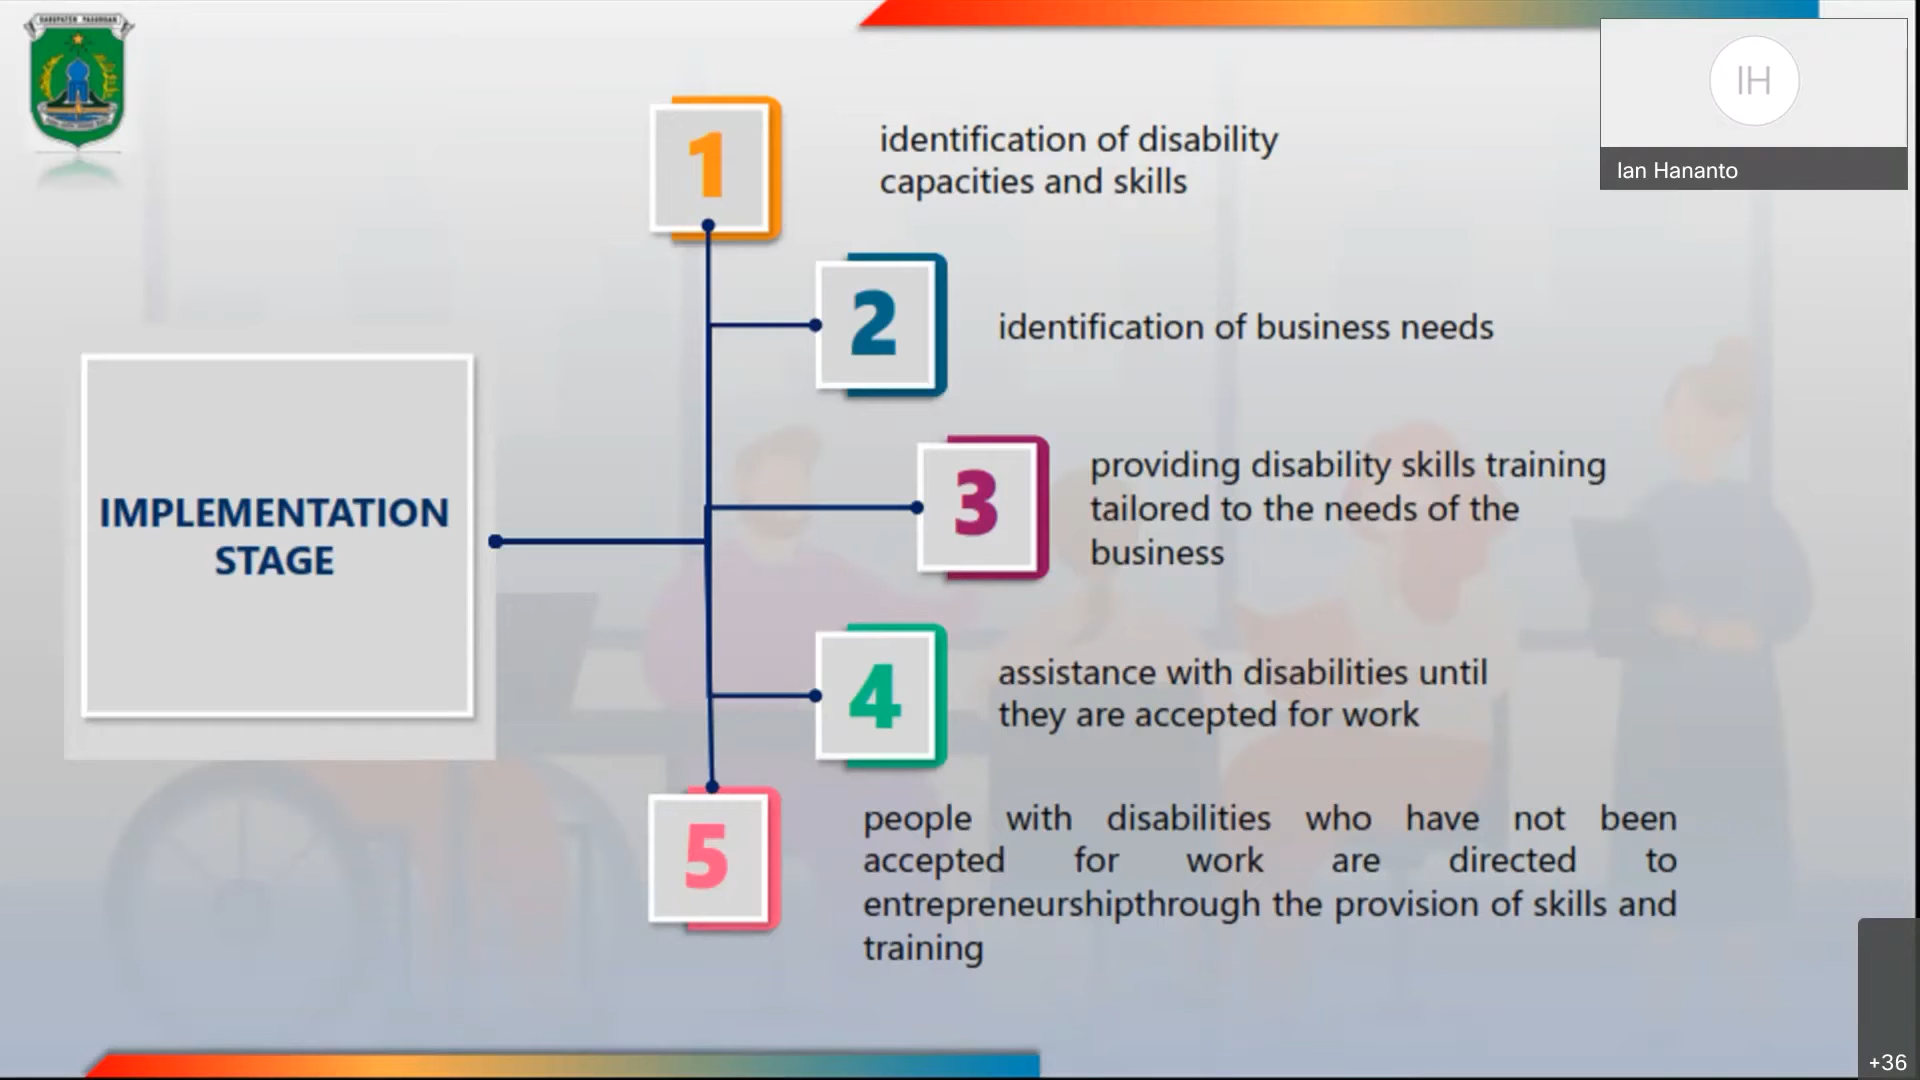 KABUPATEN PASURUAN
IH
Ian Hananto
1
identification of disability
capacities and skills
2
identification of business needs
IMPLEMENTATION
STAGE
3
providing disability skills training
tailored to the needs of the
business
4
assistance with disabilities until
they are accepted for work
5
people with disabilities who have not been
accepted for work are directed to
entrepreneurshipthrough the provision of skills and
training
+36